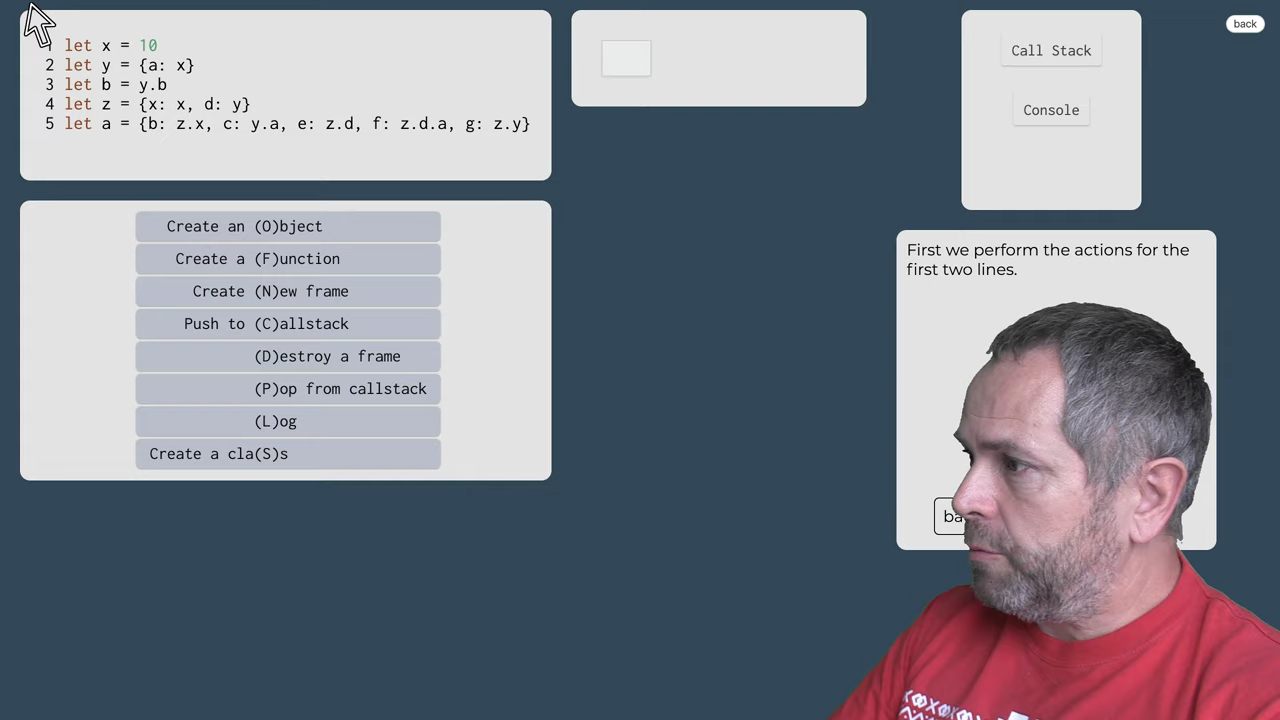 1 let x = 10
2 let y = {a: x}
3 let b = y.b
4 let z = {x: x, d: y}
5 let a = {b: z.x, c: y.a, e: z.d, f: z.d.a, g: z.y}
Create an (O)bject
Create a (F)unction
Create (N)ew frame
Push to (C)allstack
(D)estroy a frame
(P)op from callstack
(L)og
Create a cla(S)s
Call Stack
Console
back
First we perform the actions for the
first two lines.